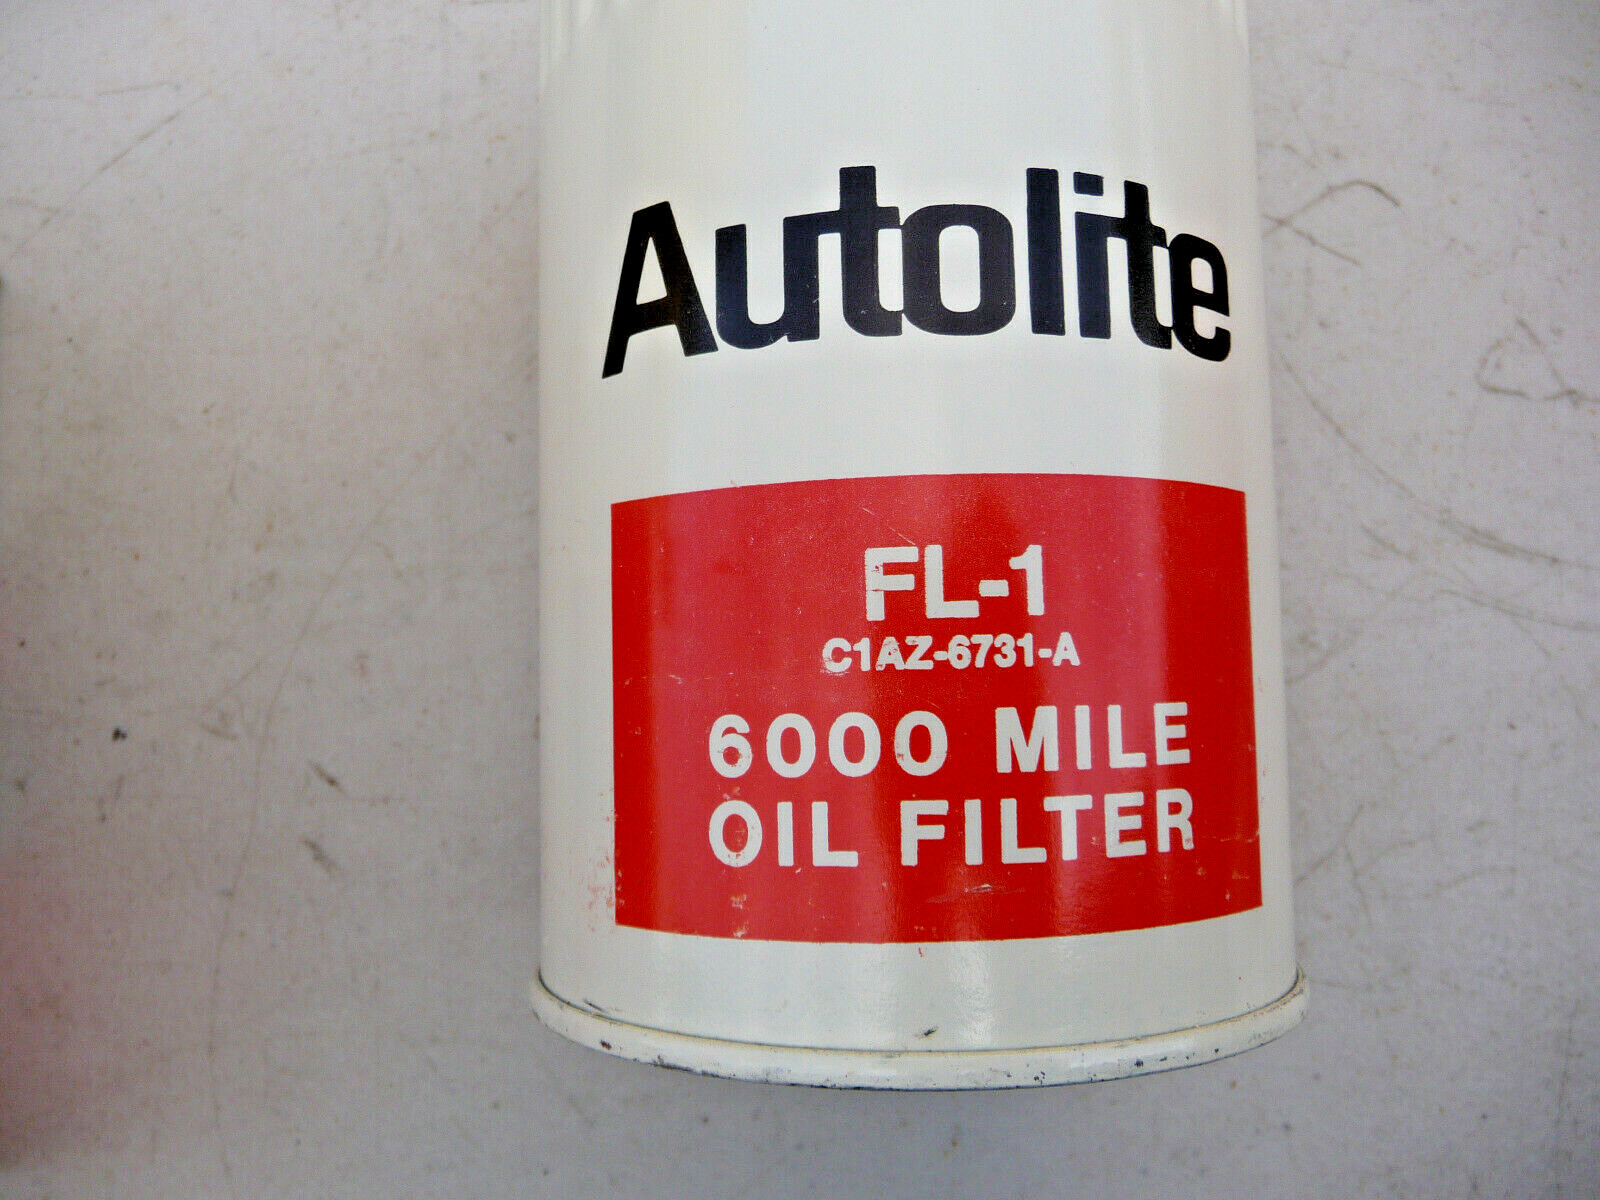 Autolite
FL-1
C1AZ-6731-A
6000 MILE
OIL FILTER